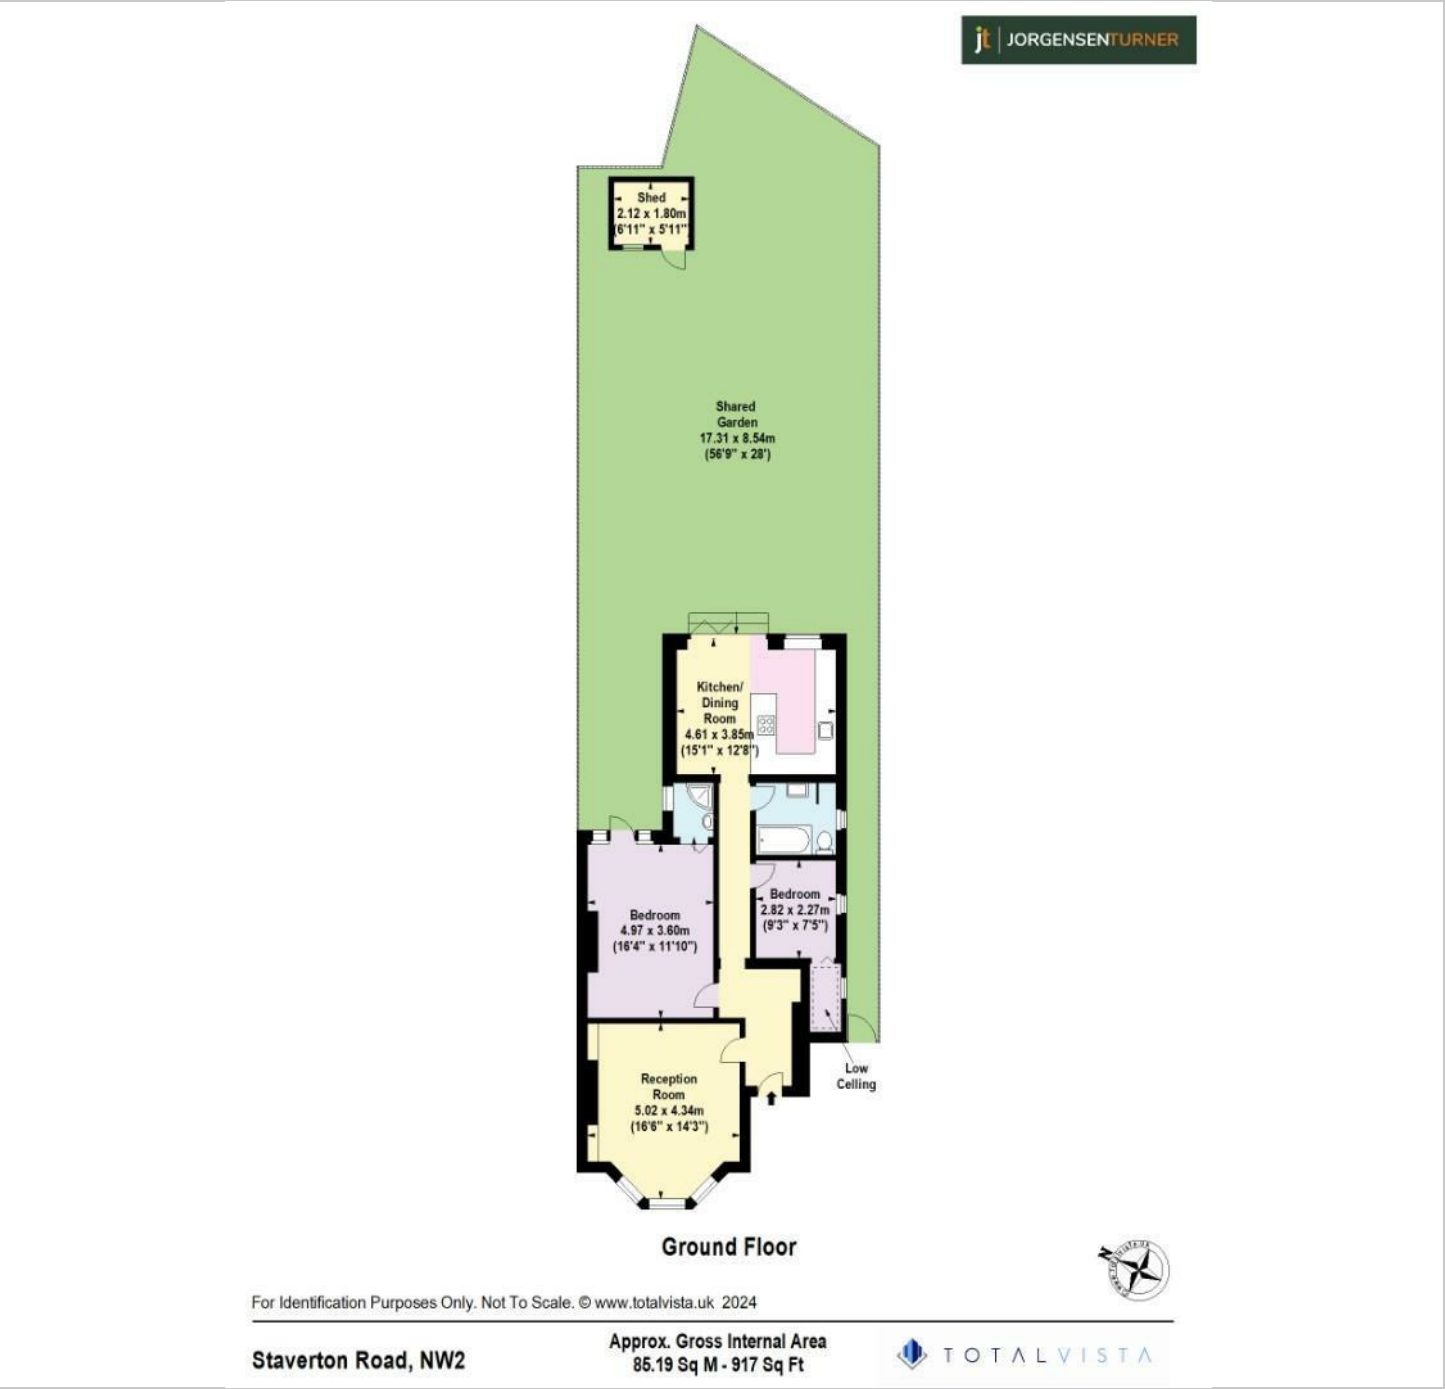 jt | JORGENSENTURNER
Shed
2.12 x 1.80m
(6'11" x 5'11")
Shared
Garden
17.31 x 8.54m
(56'9" x 28')
Kitchen/
Dining
Room
4.61 x 3.85m
(15'1" x 12'8")
Bedroom
2.82 x 2.27m
(9'3" x 7'5")
Bedroom
4.97 x 3.60m
(16'4" x 11'10")
Low
Celling
Reception
Room
5.02 x 4.34m
(16'6" x 14'3")
Ground Floor
N
For Identification Purposes Only. Not To Scale. © www.totalvista.uk 2024
Staverton Road, NW2
Approx. Gross Internal Area
85.19 Sq M - 917 Sq Ft
TOTALVISTA